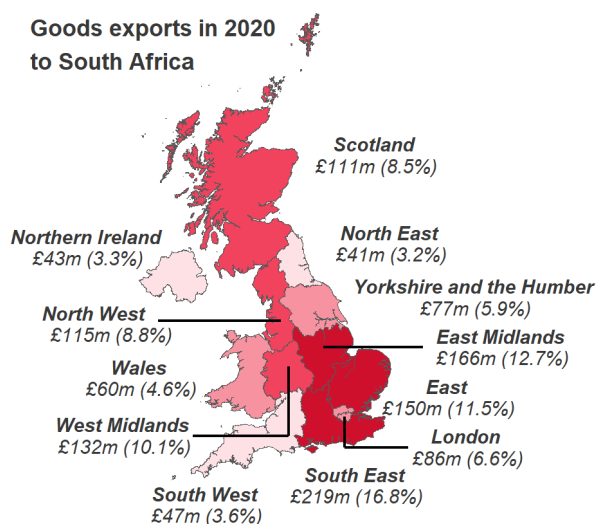 Goods exports in 2020
to South Africa
Scotland
£111m (8.5%)
Northern Ireland
£43m (3.3%)
North East
£41m (3.2%)
Yorkshire and the Humber
£77m (5.9%)
North West
£115m (8.8%)
East Midlands
£166m (12.7%)
Wales
£60m (4.6%)
East
£150m (11.5%)
West Midlands
£132m (10.1%)
London
£86m (6.6%)
South East
£219m (16.8%)
South West
£47m (3.6%)